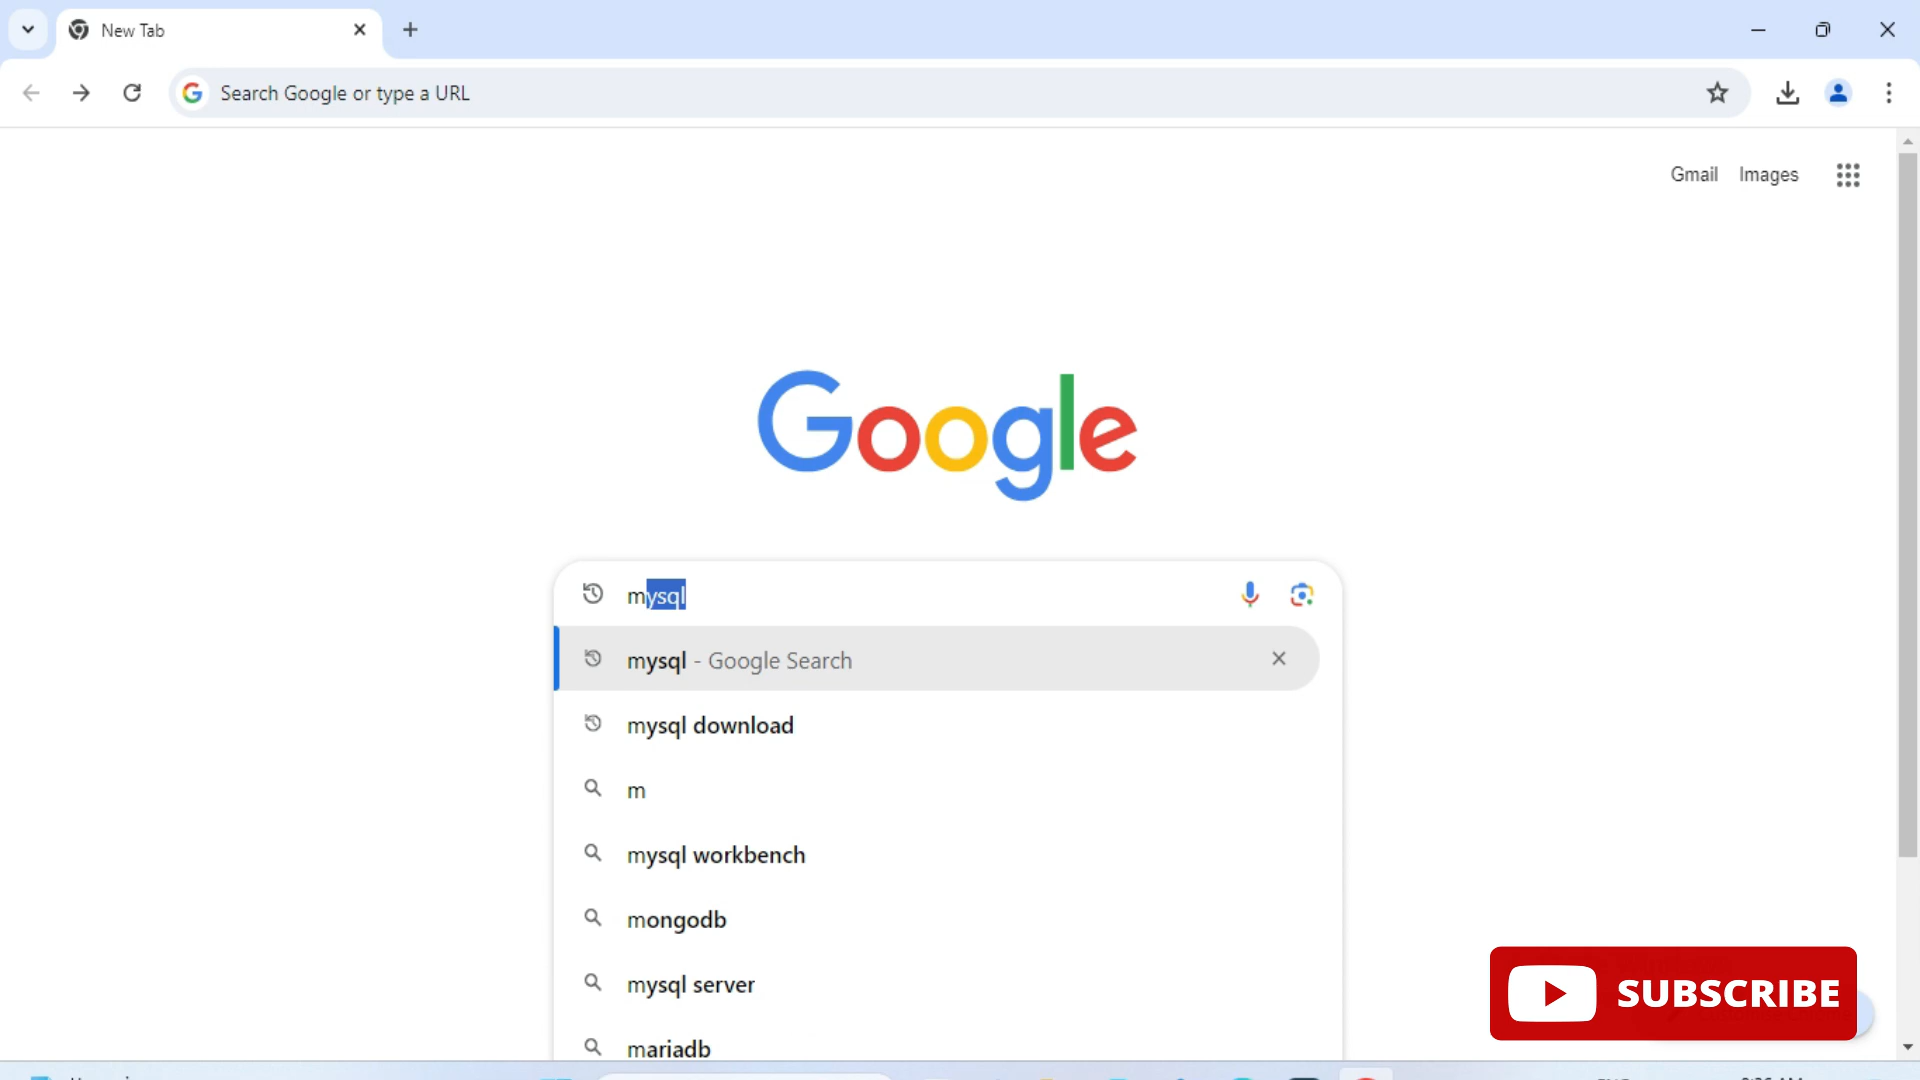 New Tab
Search Google or type a URL
Gmail Images
Google
mysql
mysql - Google Search
mysql download
m
mysql workbench
mongodb
mysql server
mariadb
SUBSCRIBE